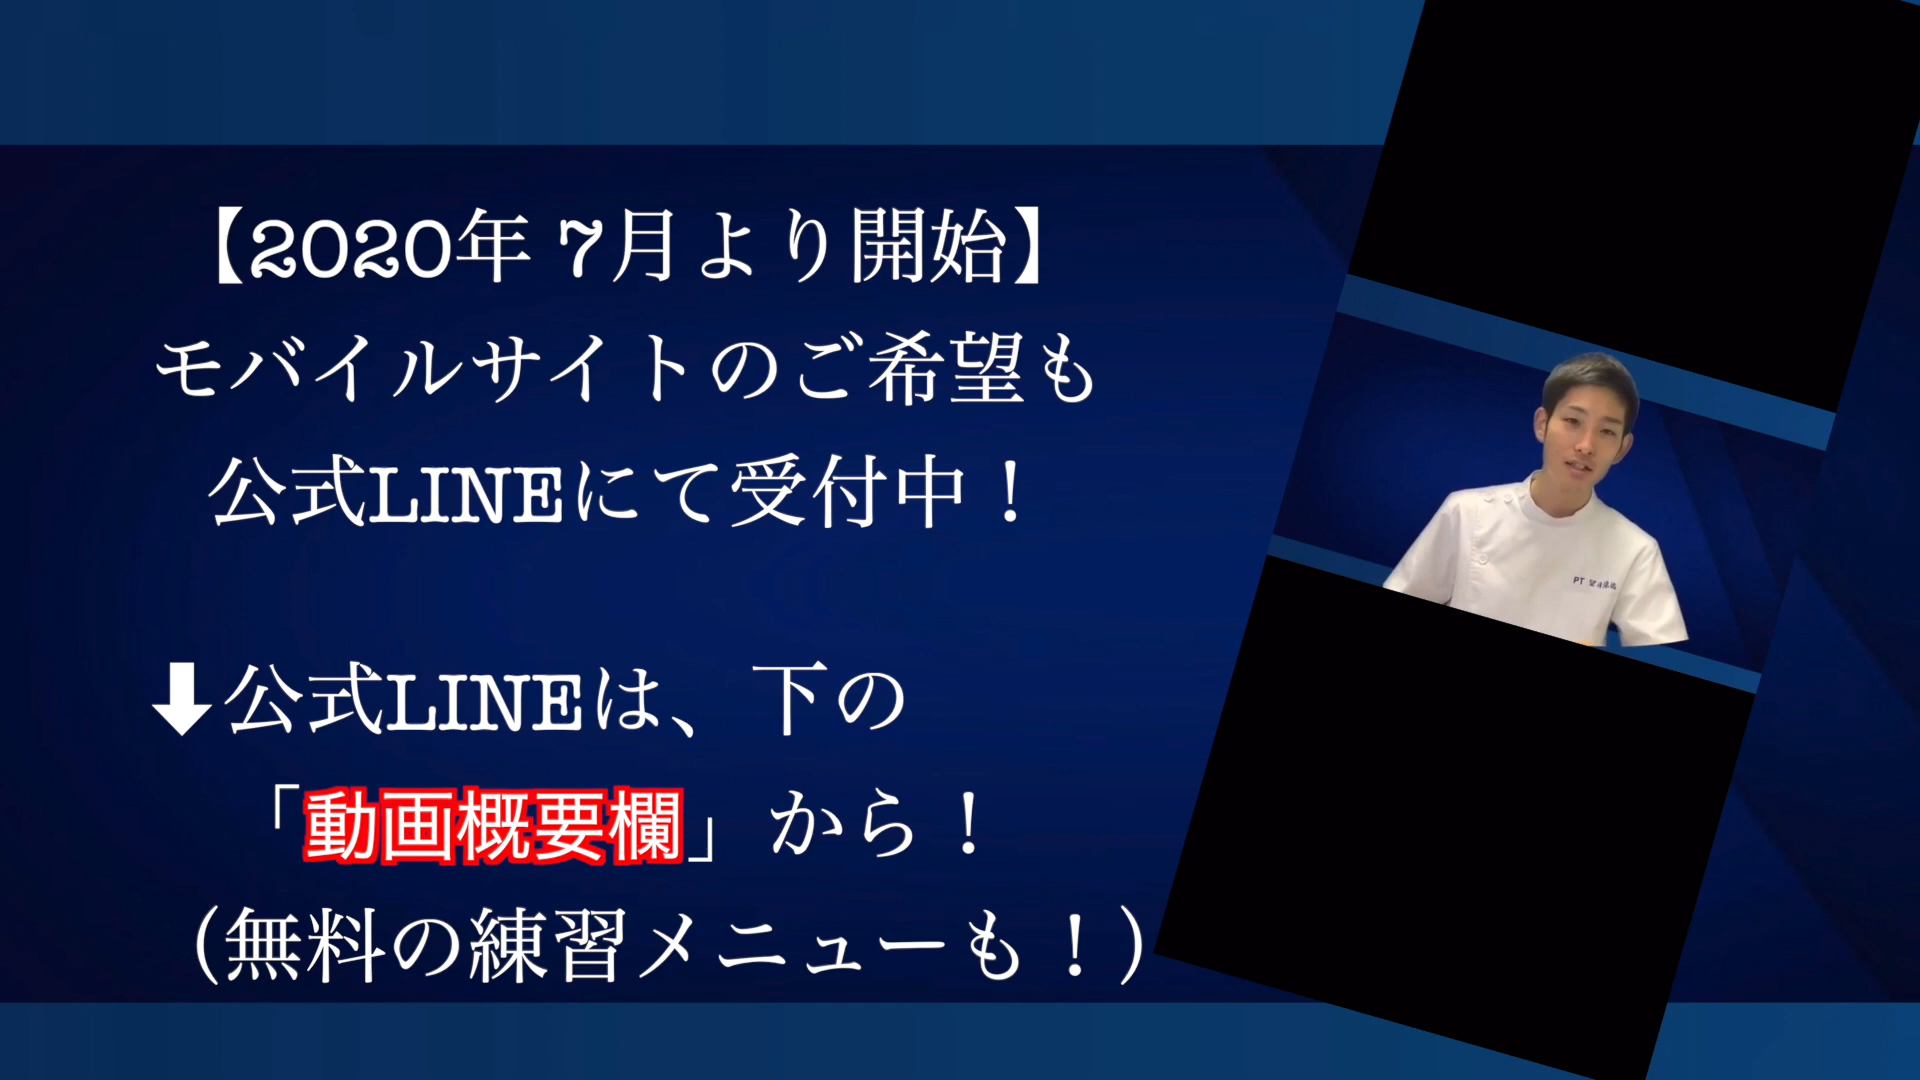 【2020年 7月より開始】
モバイルサイトのご希望も
公式LINEにて受付中！
⬇公式LINEは、下の
「動画概要欄」から！
(無料の練習メニューも！)
PT